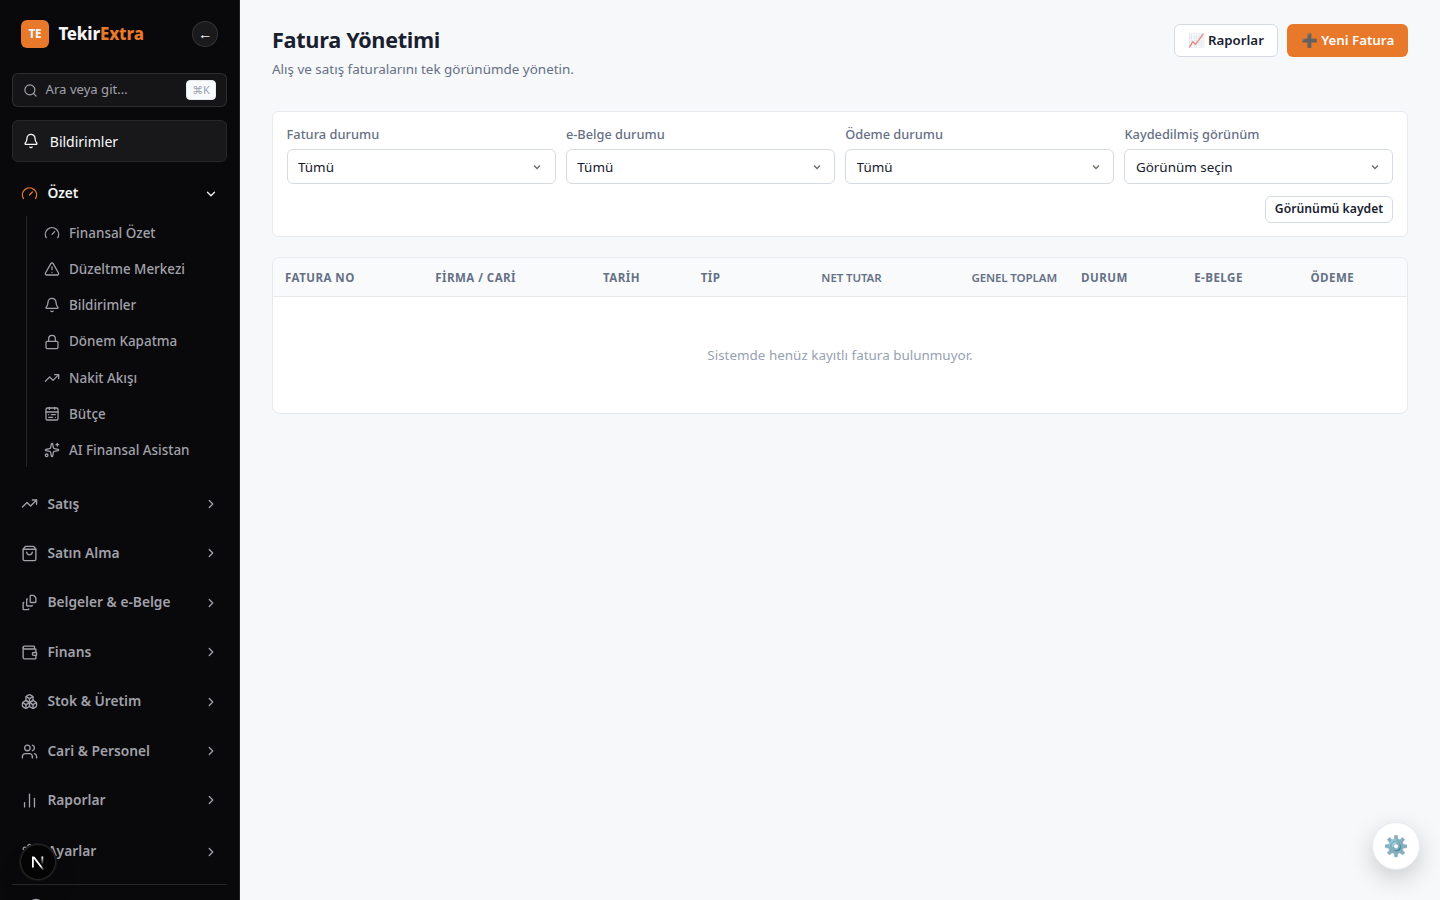 TE TekirExtra ←
Ara veya git... ⌘K
Bildirimler
Özet
Finansal Özet
Düzeltme Merkezi
Bildirimler
Dönem Kapatma
Nakit Akışı
Bütçe
AI Finansal Asistan
Satış
Satın Alma
Belgeler & e-Belge
Finans
Stok & Üretim
Cari & Personel
Raporlar
Ayarlar
N
Fatura Yönetimi
Alış ve satış faturalarını tek görünümde yönetin.
📈 Raporlar
➕ Yeni Fatura
Fatura durumu e-Belge durumu Ödeme durumu Kaydedilmiş görünüm
Tümü Tümü Tümü Görünüm seçin
Görünümü kaydet
FATURA NO FİRMA / CARİ TARİH TİP NET TUTAR GENEL TOPLAM DURUM E-BELGE ÖDEME
Sistemde henüz kayıtlı fatura bulunmuyor.